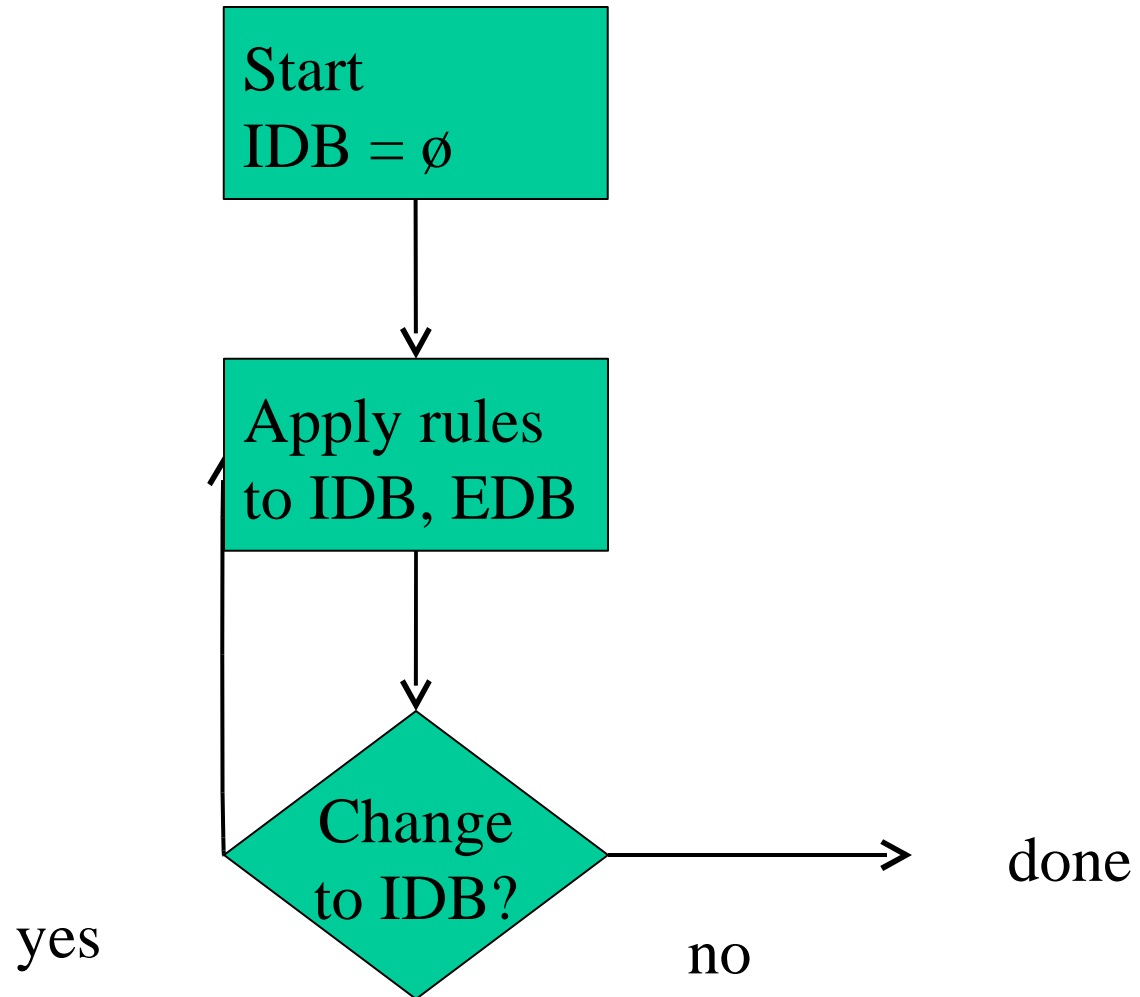 Start
IDB = ø
Apply rules
to IDB, EDB
Change
to IDB?
done
yes
no